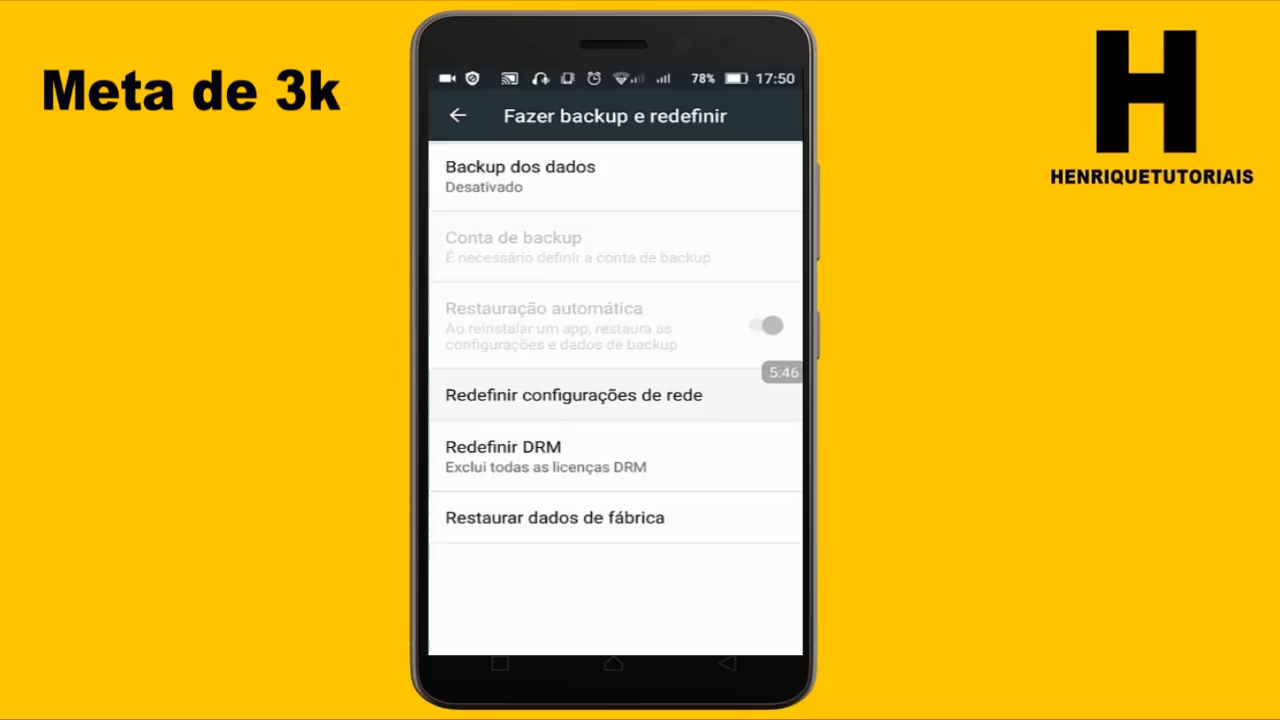 Meta de 3k
H
HENRIQUETUTORIAIS
78% 17:50
Fazer backup e redefinir
Backup dos dados
Desativado
Conta de backup
É necessário definir a conta de backup
Restauração automática
Ao reinstalar um app, restaura as
configurações e dados de backup
5:46
Redefinir configurações de rede
Redefinir DRM
Exclui todas as licenças DRM
Restaurar dados de fábrica